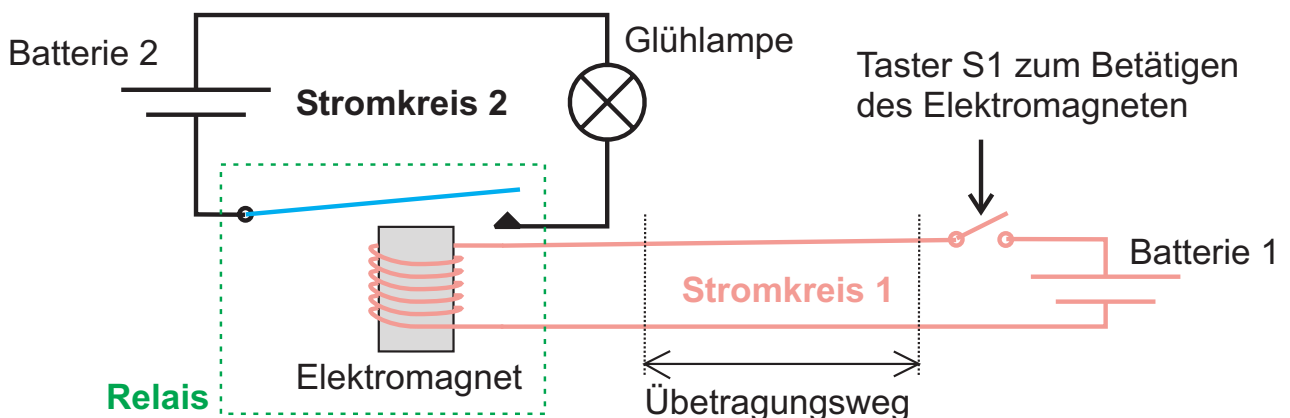 Batterie 2
Glühlampe
Taster S1 zum Betätigen
des Elektromagneten
Stromkreis 2
Batterie 1
Stromkreis 1
Elektromagnet
Relais
Übetragungsweg